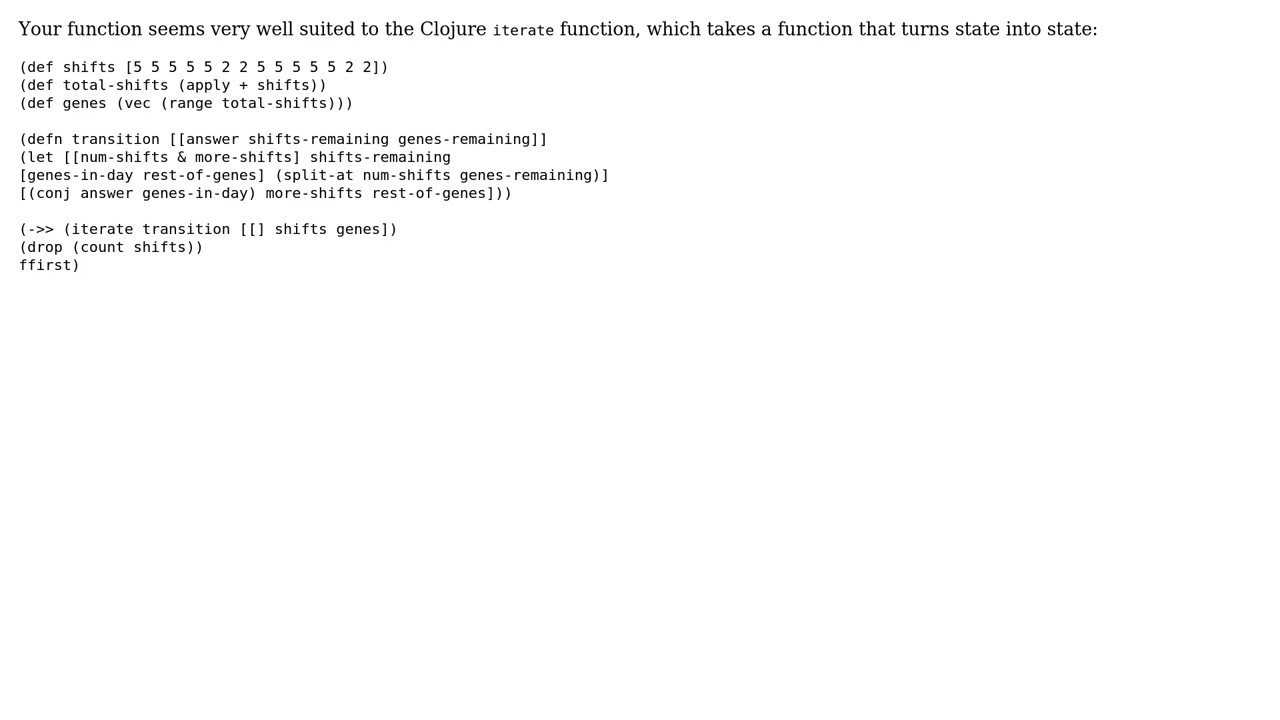 Your function seems very well suited to the Clojure iterate function, which takes a function that turns state into state:
(def shifts [5 5 5 5 5 2 2 5 5 5 5 5 2 2])
(def total-shifts (apply + shifts))
(def genes (vec (range total-shifts)))
(defn transition [[answer shifts-remaining genes-remaining]]
(let [[num-shifts & more-shifts] shifts-remaining
[genes-in-day rest-of-genes] (split-at num-shifts genes-remaining)]
[(conj answer genes-in-day) more-shifts rest-of-genes]))
(->> (iterate transition [[] shifts genes])
(drop (count shifts))
ffirst)